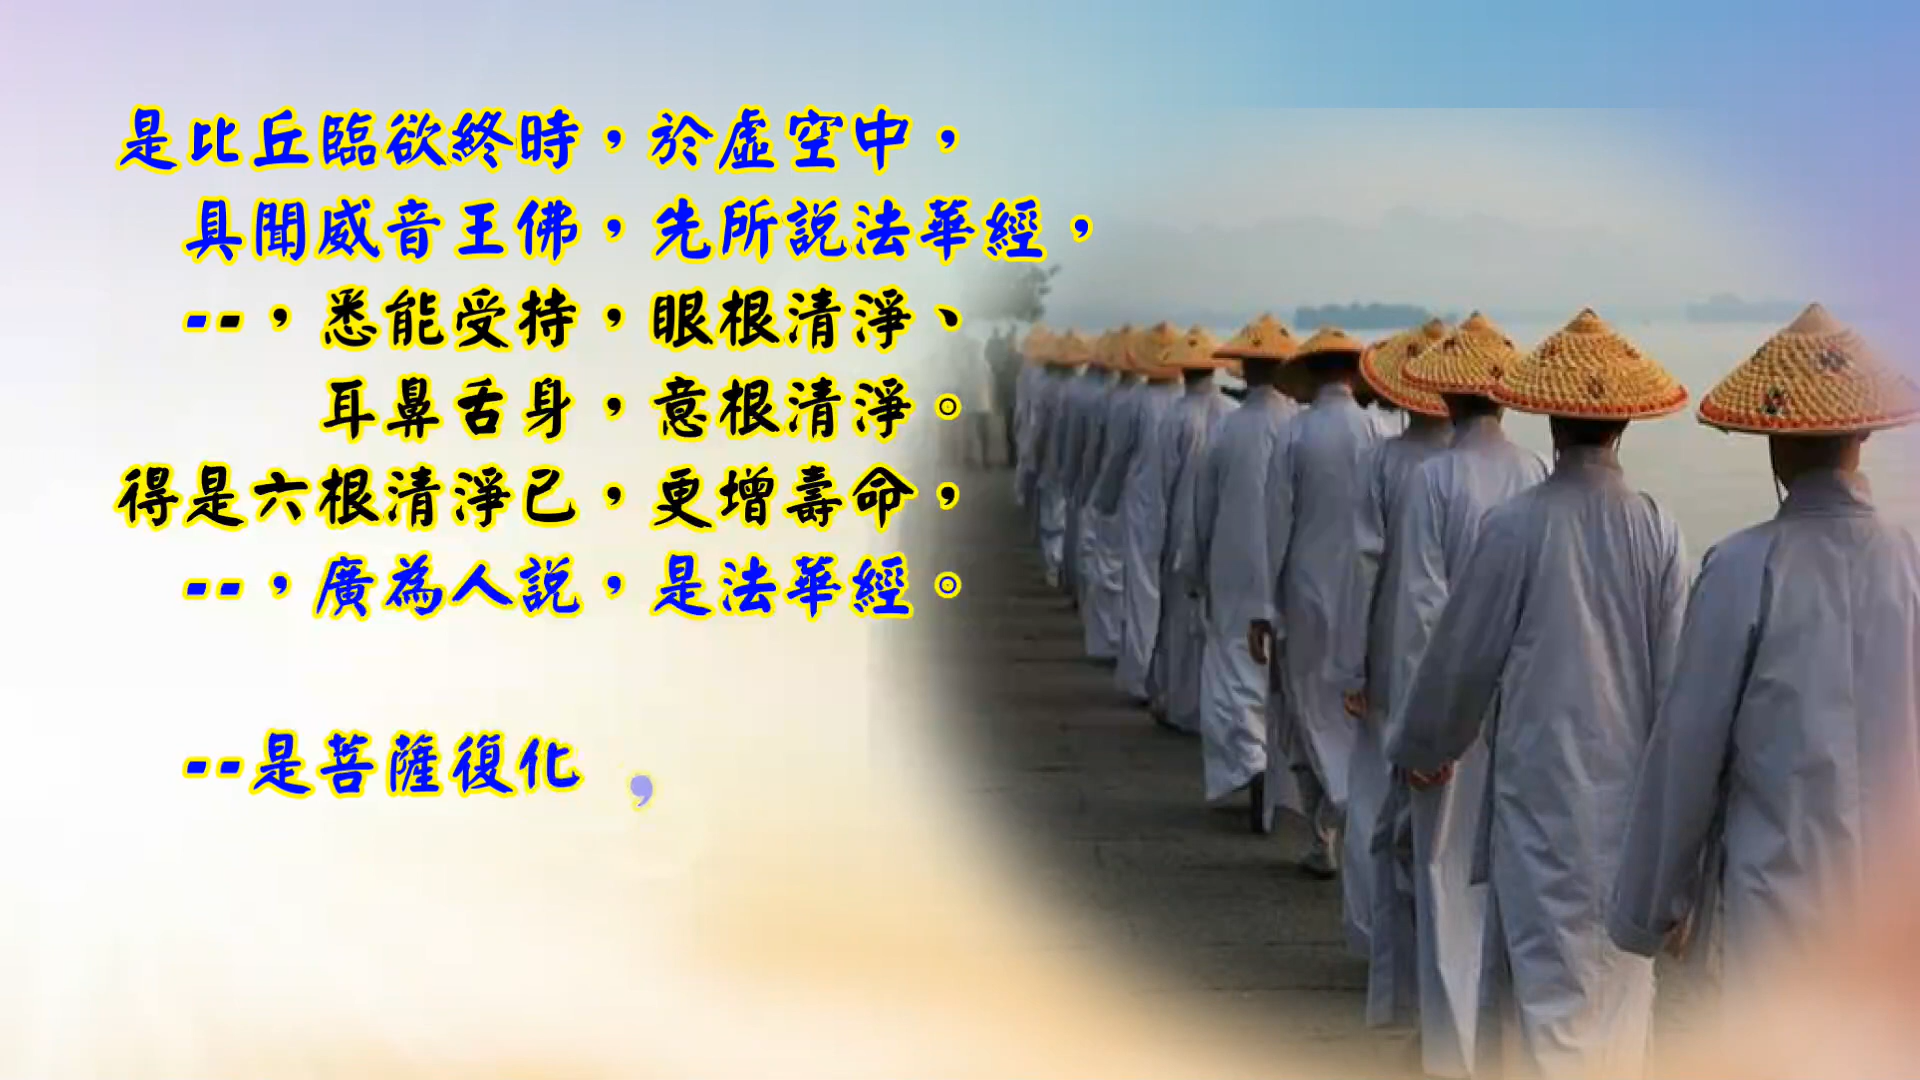 是比丘臨欲終時，於虛空中，
具聞威音王佛，先所說法華經，
--，悉能受持，眼根清淨、
耳鼻舌身，意根清淨。
得是六根清淨已，更增壽命，
--，廣為人說，是法華經。
--是菩薩復化，